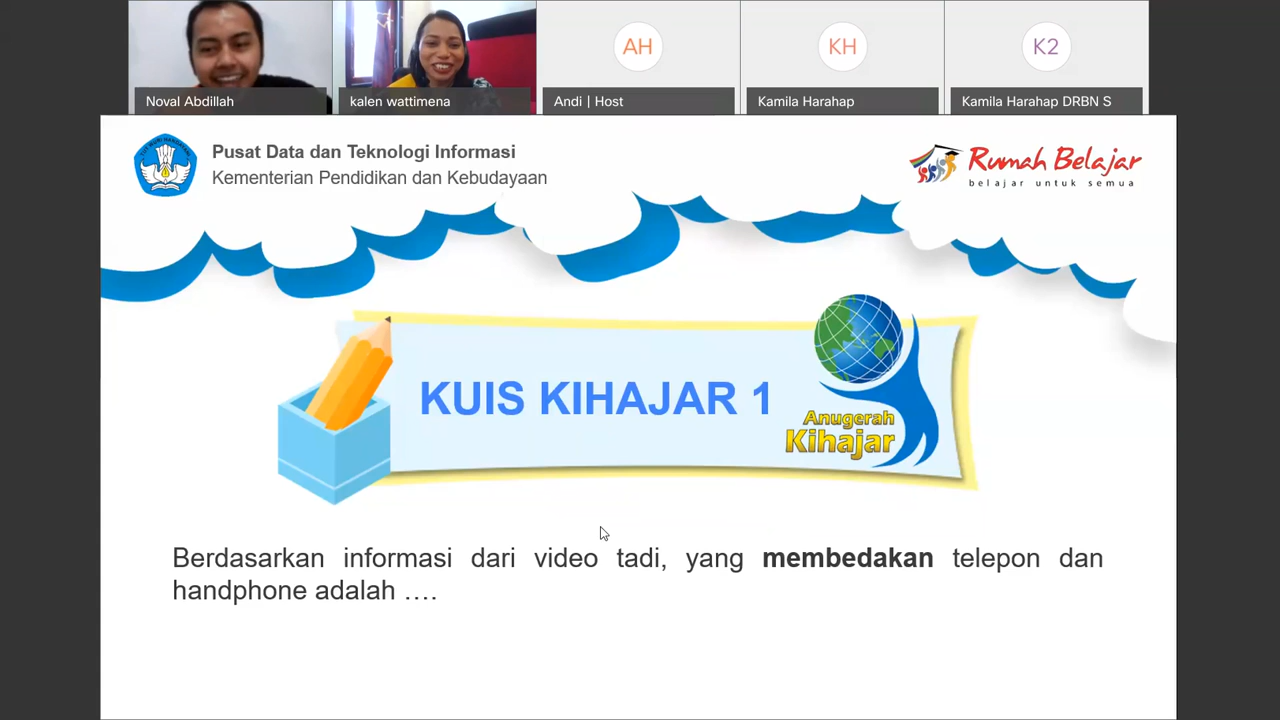 AH
KH
K2
Noval Abdillah
kalen wattimena
Andi | Host
Kamila Harahap
Kamila Harahap DRBN S
Pusat Data dan Teknologi Informasi
Kementerian Pendidikan dan Kebudayaan
Rumah Belajar
belajar untuk semua
KUIS KIHAJAR 1
Anugerah
Kihajar
Berdasarkan informasi dari video tadi, yang membedakan telepon dan
handphone adalah ....